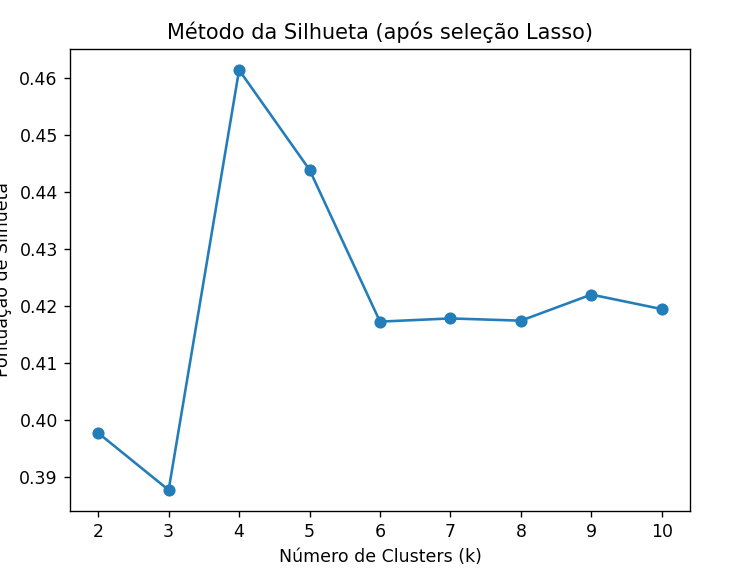 Método da Silhueta (após seleção Lasso)
Pontuação de Silhueta
0.46
0.45
0.44
0.43
0.42
0.41
0.40
0.39
2 3 4 5 6 7 8 9 10
Número de Clusters (k)